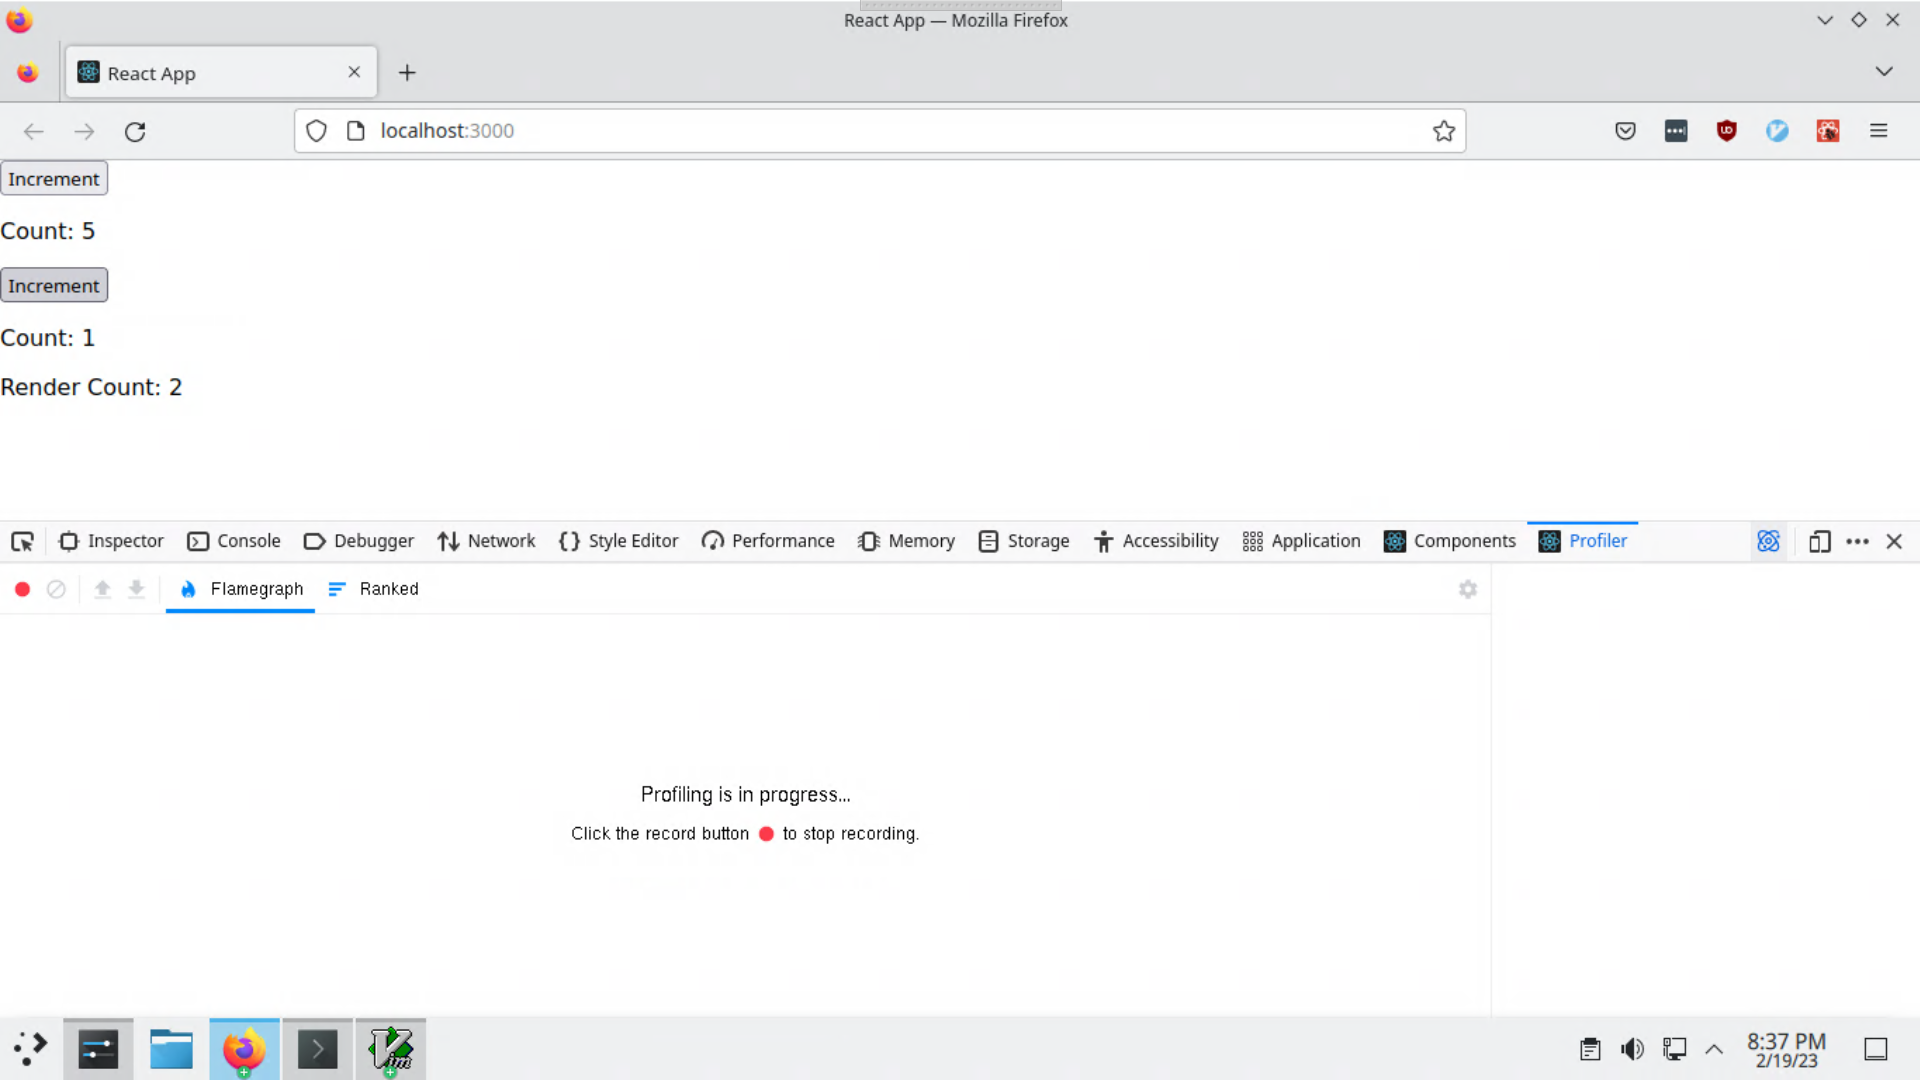 React App — Mozilla Firefox
React App
localhost:3000
Increment
Count: 5
Increment
Count: 1
Render Count: 2
Inspector Console Debugger Network Style Editor Performance Memory Storage Accessibility Application Components Profiler
Flamegraph Ranked
Profiling is in progress...
Click the record button to stop recording.
8:37 PM
2/19/23